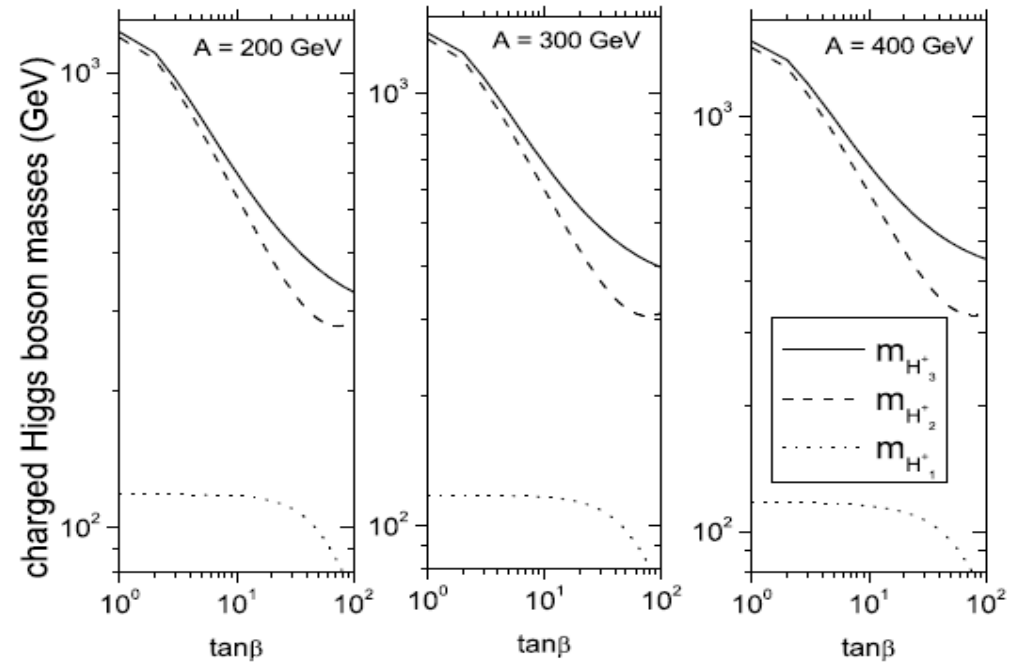 charged Higgs boson masses (GeV)
A = 200 GeV
10³
10²
10⁰ 10¹ 10²
tanβ
A = 300 GeV
10³
10²
10⁰ 10¹ 10²
tanβ
A = 400 GeV
10³
10²
10⁰ 10¹ 10²
tanβ
m_{H⁺₃}
m_{H⁺₂}
m_{H⁺₁}